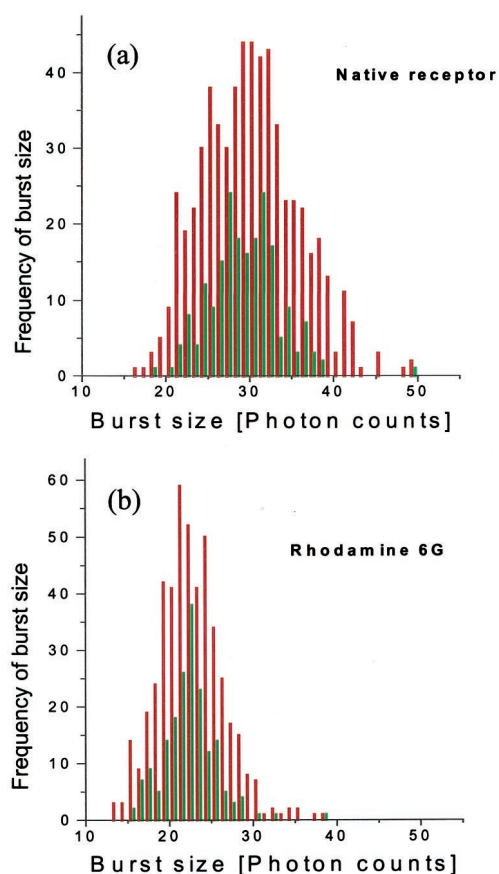 (a)
Native receptor
Frequency of burst size
40
30
20
10
0
10 20 30 40 50
Burst size [Photon counts]
(b)
Rhodamine 6G
Frequency of burst size
60
50
40
30
20
10
0
10 20 30 40 50
Burst size [Photon counts]